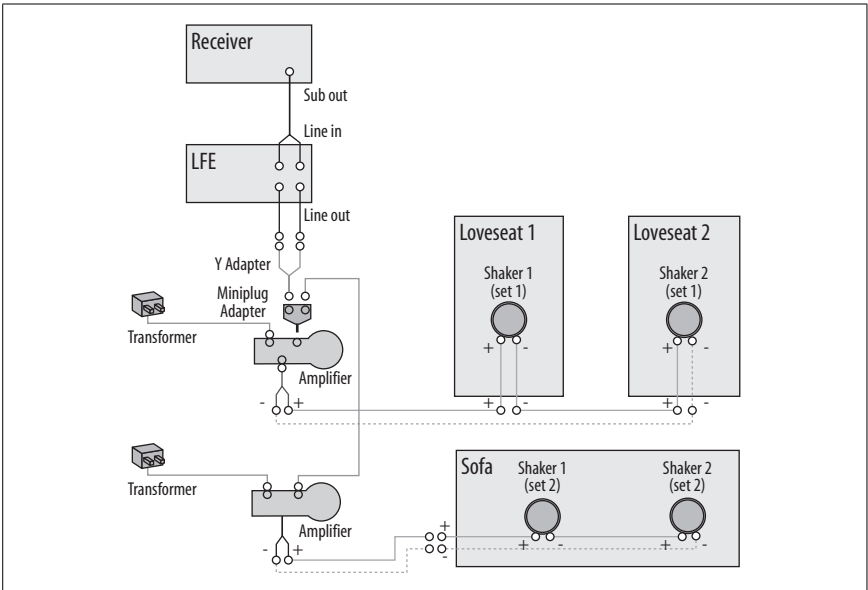 Receiver
Sub out
Line in
LFE
Line out
Y Adapter
Miniplug
Adapter
Transformer
Amplifier
- +
Loveseat 1
Shaker 1
(set 1)
+ -
+ -
Loveseat 2
Shaker 2
(set 1)
+ -
+ -
Transformer
Amplifier
- +
+
-
Sofa
Shaker 1
(set 2)
+ -
Shaker 2
(set 2)
+ -